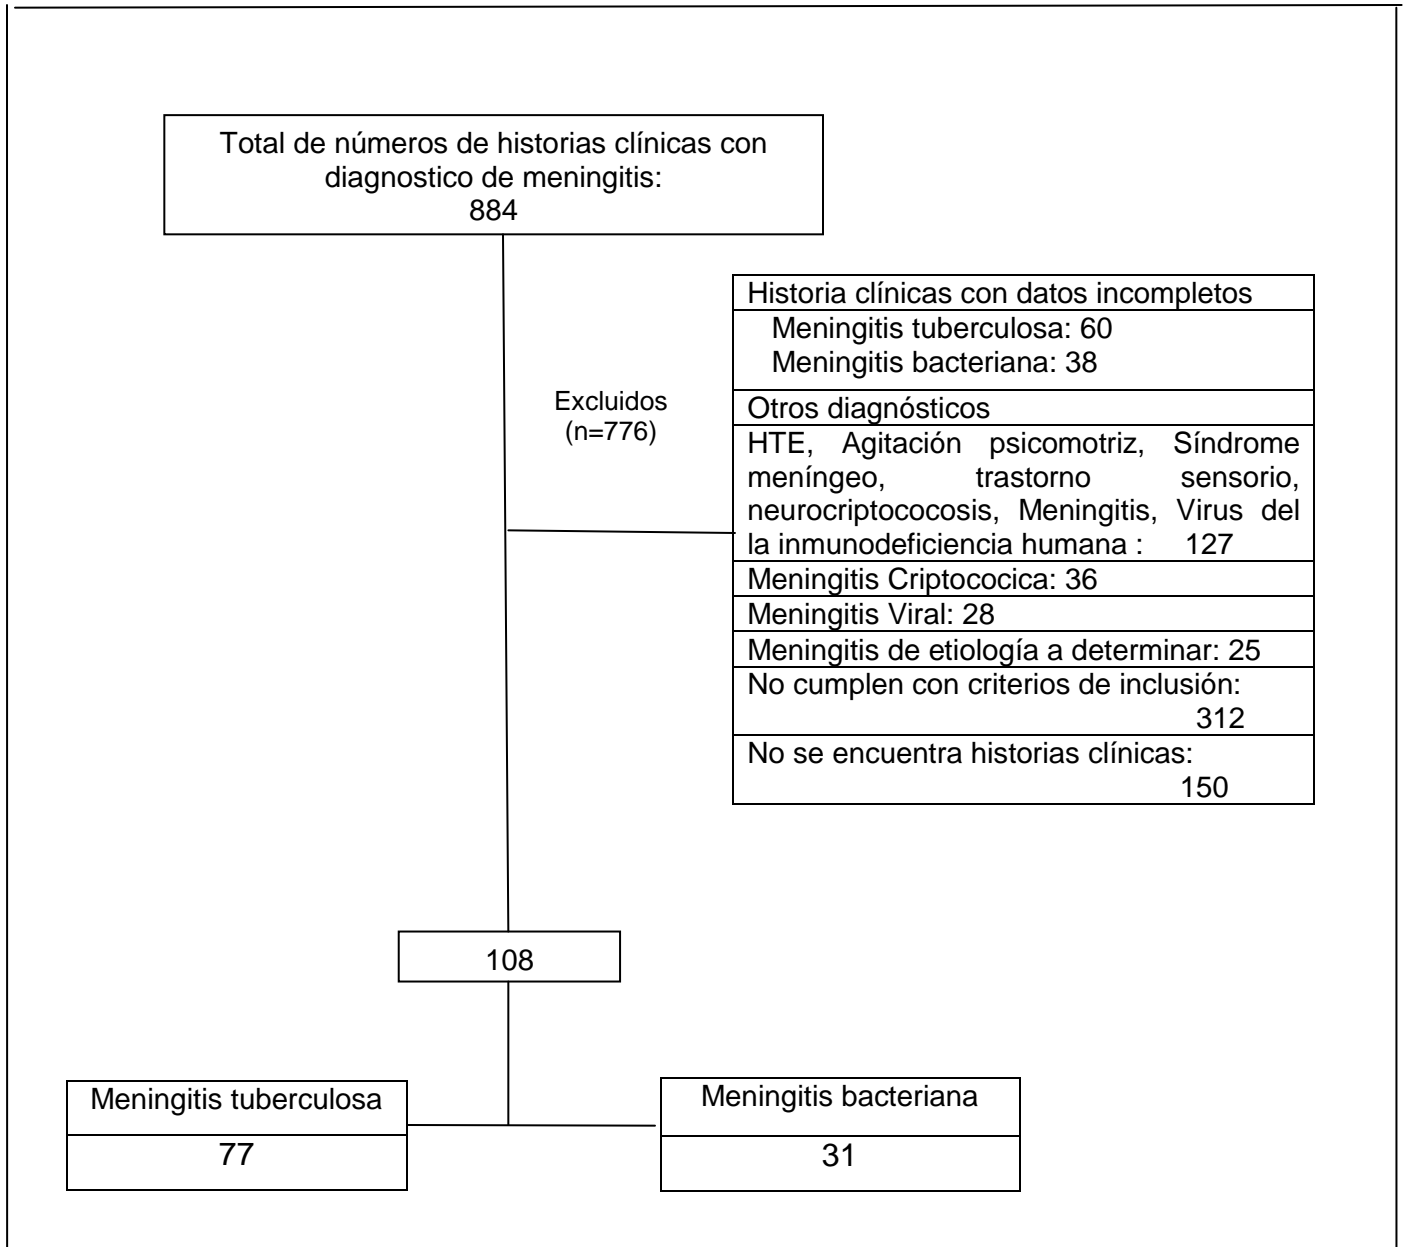 Total de números de historias clínicas con
diagnostico de meningitis:
884
Excluidos
(n=776)
Historia clínicas con datos incompletos
Meningitis tuberculosa: 60
Meningitis bacteriana: 38
Otros diagnósticos
HTE, Agitación psicomotriz, Síndrome
meníngeo, trastorno sensorio,
neurocriptococosis, Meningitis, Virus del
la inmunodeficiencia humana : 127
Meningitis Criptococica: 36
Meningitis Viral: 28
Meningitis de etiología a determinar: 25
No cumplen con criterios de inclusión:
312
No se encuentra historias clínicas:
150
108
Meningitis tuberculosa
77
Meningitis bacteriana
31